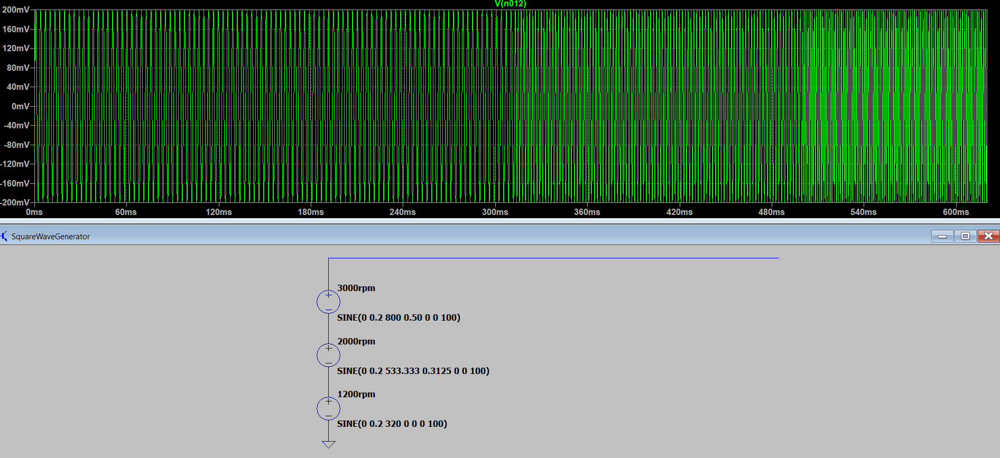 V(n012)
200mV
160mV
120mV
80mV
40mV
0mV
-40mV
-80mV
-120mV
-160mV
-200mV
0ms 60ms 120ms 180ms 240ms 300ms 360ms 420ms 480ms 540ms 600ms
SquareWaveGenerator
3000rpm
SINE(0 0.2 800 0.50 0 0 100)
2000rpm
SINE(0 0.2 533.333 0.3125 0 0 100)
1200rpm
SINE(0 0.2 320 0 0 0 100)